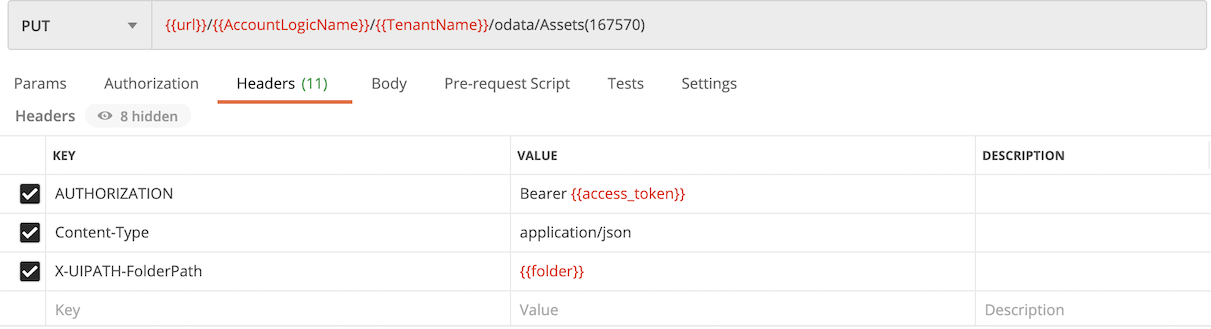 PUT {{url}}/{{AccountLogicName}}/{{TenantName}}/odata/Assets(167570)
Params Authorization Headers (11) Body Pre-request Script Tests Settings
Headers 8 hidden
KEY VALUE DESCRIPTION
AUTHORIZATION Bearer {{access_token}}
Content-Type application/json
X-UIPATH-FolderPath {{folder}}
Key Value Description